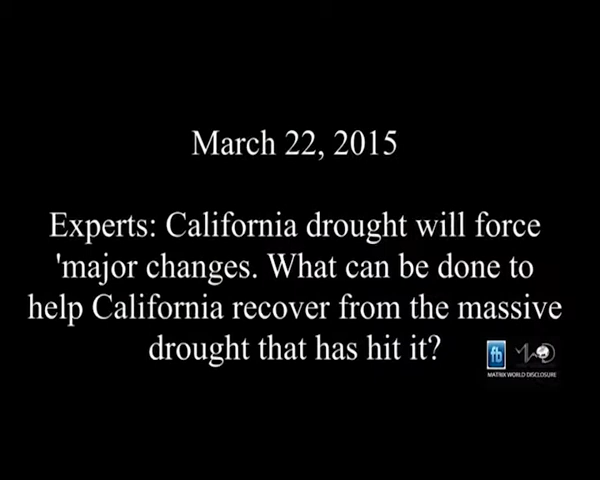 March 22, 2015
Experts: California drought will force
'major changes. What can be done to
help California recover from the massive
drought that has hit it?
fb
MATRIX WORLD DISCLOSURE